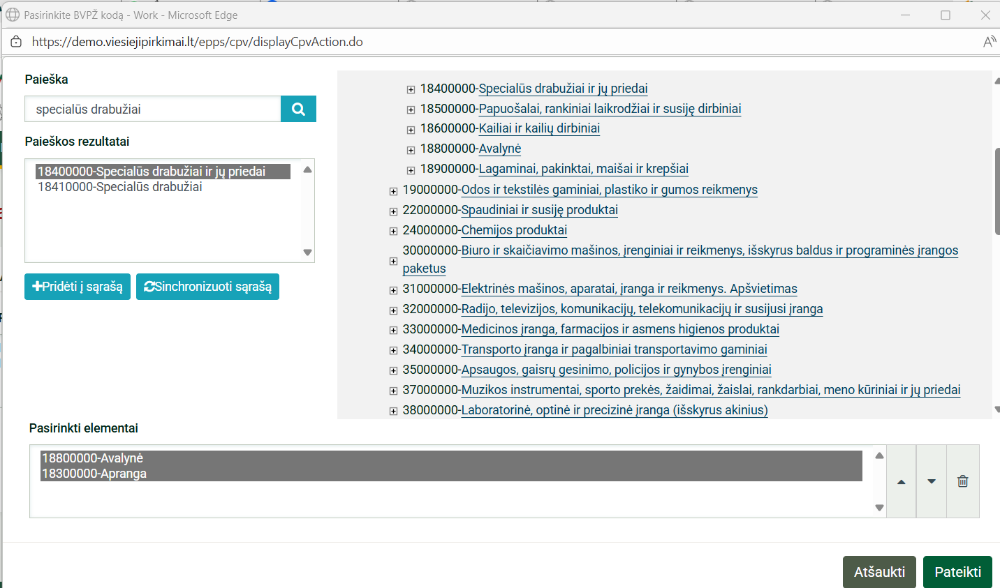 Pasirinkite BVPŽ kodą - Work - Microsoft Edge
https://demo.viesiejipirkimai.lt/epps/cpv/displayCpvAction.do
Paieška
specialūs drabužiai
Paieškos rezultatai
18400000-Specialūs drabužiai ir jų priedai
18410000-Specialūs drabužiai
Pridėti į sąrašą
Sinchronizuoti sąrašą
18400000-Specialūs drabužiai ir jų priedai
18500000-Papuošalai, rankiniai laikrodžiai ir susiję dirbiniai
18600000-Kailiai ir kailių dirbiniai
18800000-Avalynė
18900000-Lagaminai, pakinktai, maišai ir krepšiai
19000000-Odos ir tekstilės gaminiai, plastiko ir gumos reikmenys
22000000-Spaudiniai ir susiję produktai
24000000-Chemijos produktai
30000000-Biuro ir skaičiavimo mašinos, įrenginiai ir reikmenys, išskyrus baldus ir programinės įrangos
paketus
31000000-Elektrinės mašinos, aparatai, įranga ir reikmenys. Apšvietimas
32000000-Radijo, televizijos, komunikacijų, telekomunikacijų ir susijusi įranga
33000000-Medicinos įranga, farmacijos ir asmens higienos produktai
34000000-Transporto įranga ir pagalbiniai transportavimo gaminiai
35000000-Apsaugos, gaisrų gesinimo, policijos ir gynybos įrenginiai
37000000-Muzikos instrumentai, sporto prekės, žaidimai, žaislai, rankdarbiai, meno kūriniai ir jų priedai
38000000-Laboratorinė, optinė ir precizinė įranga (išskyrus akinius)
Pasirinkti elementai
18800000-Avalynė
18300000-Apranga
Atšaukti
Pateikti